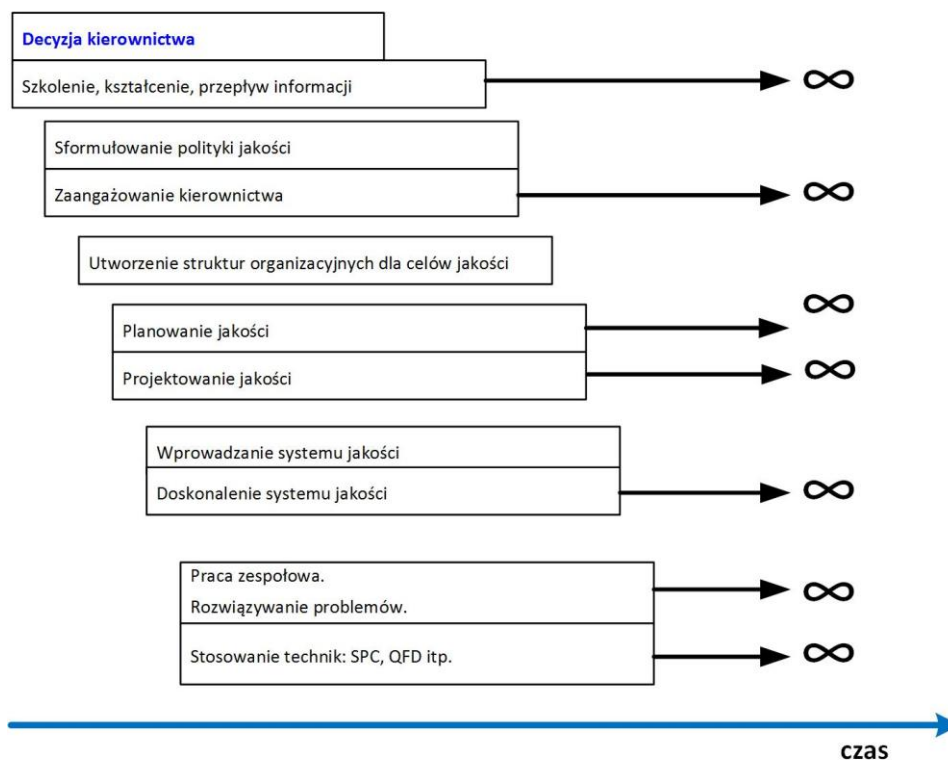 Decyzja kierownictwa
Szkolenie, kształcenie, przepływ informacji
∞
Sformułowanie polityki jakości
Zaangażowanie kierownictwa
∞
Utworzenie struktur organizacyjnych dla celów jakości
∞
Planowanie jakości
Projektowanie jakości
∞
Wprowadzanie systemu jakości
Doskonalenie systemu jakości
∞
Praca zespołowa.
∞
Rozwiązywanie problemów.
Stosowanie technik: SPC, QFD itp.
∞
czas